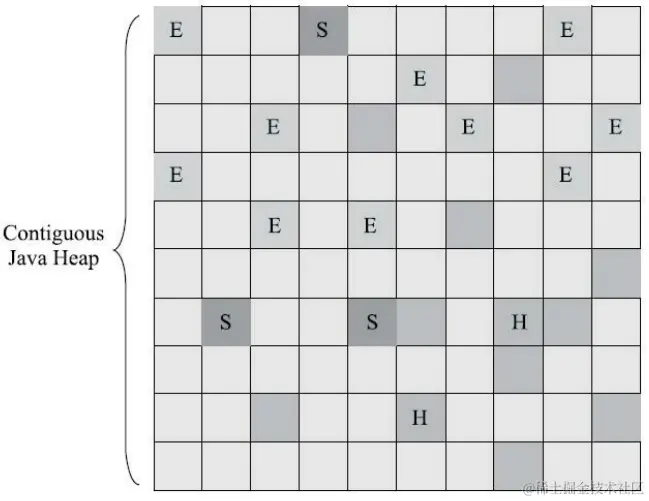 E S E
E
E E E
E E
E E
Contiguous
Java Heap
S S H
H
@稀土掘金技术社区